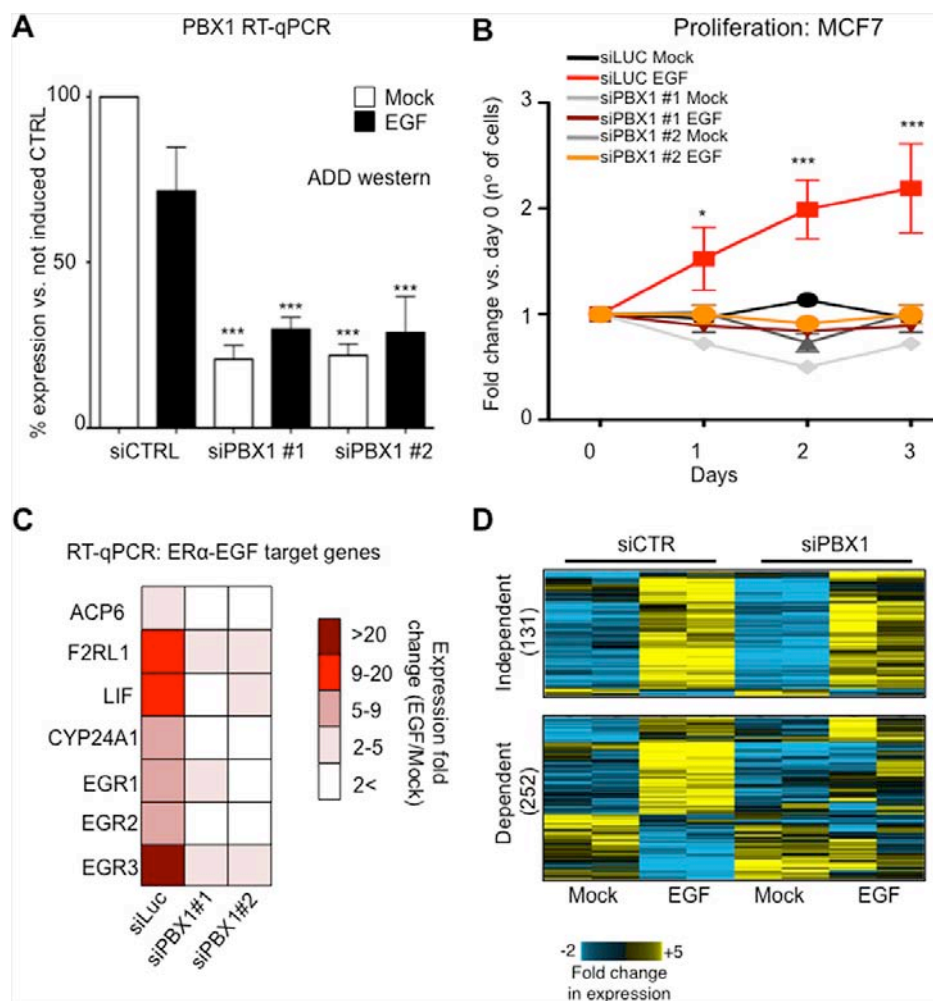 A
PBX1 RT-qPCR
% expression vs. not induced CTRL
100
50
0
Mock
EGF
ADD western
***
***
***
***
siCTRL
siPBX1 #1
siPBX1 #2
B
Proliferation: MCF7
siLUC Mock
siLUC EGF
siPBX1 #1 Mock
siPBX1 #1 EGF
siPBX1 #2 Mock
siPBX1 #2 EGF
Fold change vs. day 0 (n° of cells)
3
2
1
0
*
***
***
0
1
2
3
Days
C
RT-qPCR: ERα-EGF target genes
ACP6
F2RL1
LIF
CYP24A1
EGR1
EGR2
EGR3
siLuc
siPBX1#1
siPBX1#2
>20
9-20
5-9
2-5
2<
Expression fold
change (EGF/Mock)
D
siCTR
siPBX1
Independent
(131)
Dependent
(252)
Mock
EGF
Mock
EGF
-2
+5
Fold change
in expression